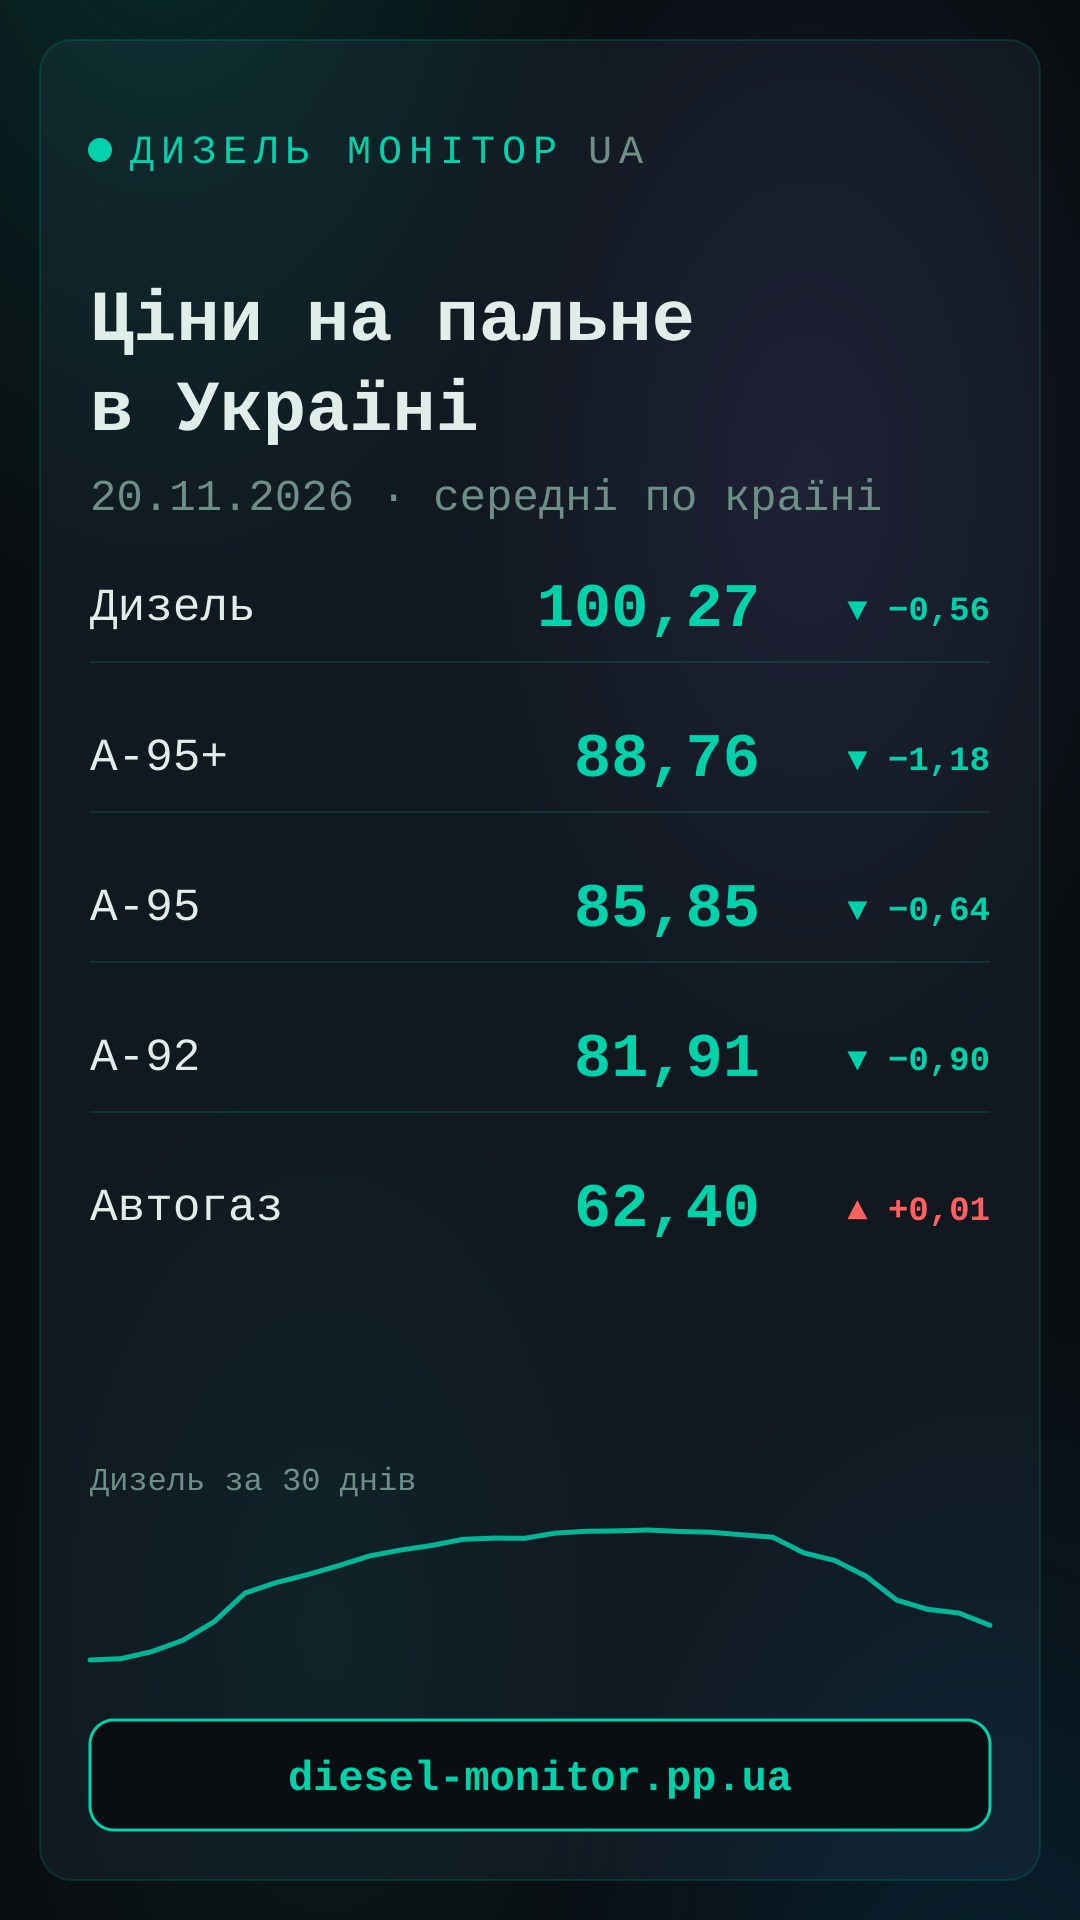 ДИЗЕЛЬ МОНІТОР UA
Ціни на пальне
в Україні
20.11.2026 · середні по країні
Дизель 100,27 ▼ −0,56
А-95+ 88,76 ▼ −1,18
А-95 85,85 ▼ −0,64
А-92 81,91 ▼ −0,90
Автогаз 62,40 ▲ +0,01
Дизель за 30 днів
diesel-monitor.pp.ua